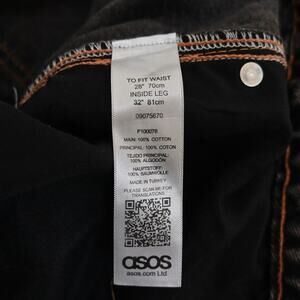 TO FIT WAIST
28" 70cm
INSIDE LEG
32" 81cm
09075670
F100078
MAIN: 100% COTTON
PRINCIPAL: 100% COTON
TEJIDO PRINCIPAL:
100% ALGODÓN
HAUPTSTOFF:
100% BAUMWOLLE
MADE IN TURKEY
PLEASE SCAN ME FOR
TRANSLATIONS
asos
asos.com Ltd